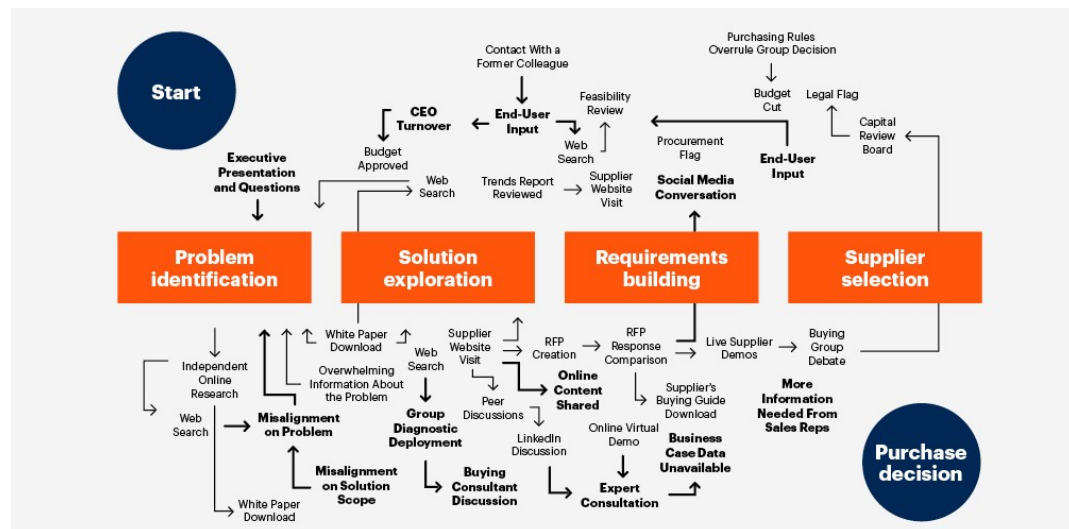 Start
Contact With a
Former Colleague
Purchasing Rules
Overrule Group Decision
CEO
Turnover
End-User
Input
Feasibility
Review
Budget
Cut
Legal Flag
Capital
Review
Board
Budget
Approved
Web
Search
Procurement
Flag
End-User
Input
Executive
Presentation
and Questions
Web
Search
Trends Report
Reviewed
Supplier
Website
Visit
Social Media
Conversation
Problem
identification
Solution
exploration
Requirements
building
Supplier
selection
Independent
Online
Research
White Paper
Download
Web
Search
Supplier
Website
Visit
RFP
Creation
RFP
Response
Comparison
Live Supplier
Demos
Buying
Group
Debate
Overwhelming
Information About
the Problem
Online
Content
Shared
Supplier's
Buying Guide
Download
More
Information
Needed From
Sales Reps
Web
Search
Misalignment
on Problem
Group
Diagnostic
Deployment
Peer
Discussions
LinkedIn
Discussion
Online Virtual
Demo
Business
Case Data
Unavailable
Misalignment
on Solution
Scope
Buying
Consultant
Discussion
Expert
Consultation
White Paper
Download
Purchase
decision